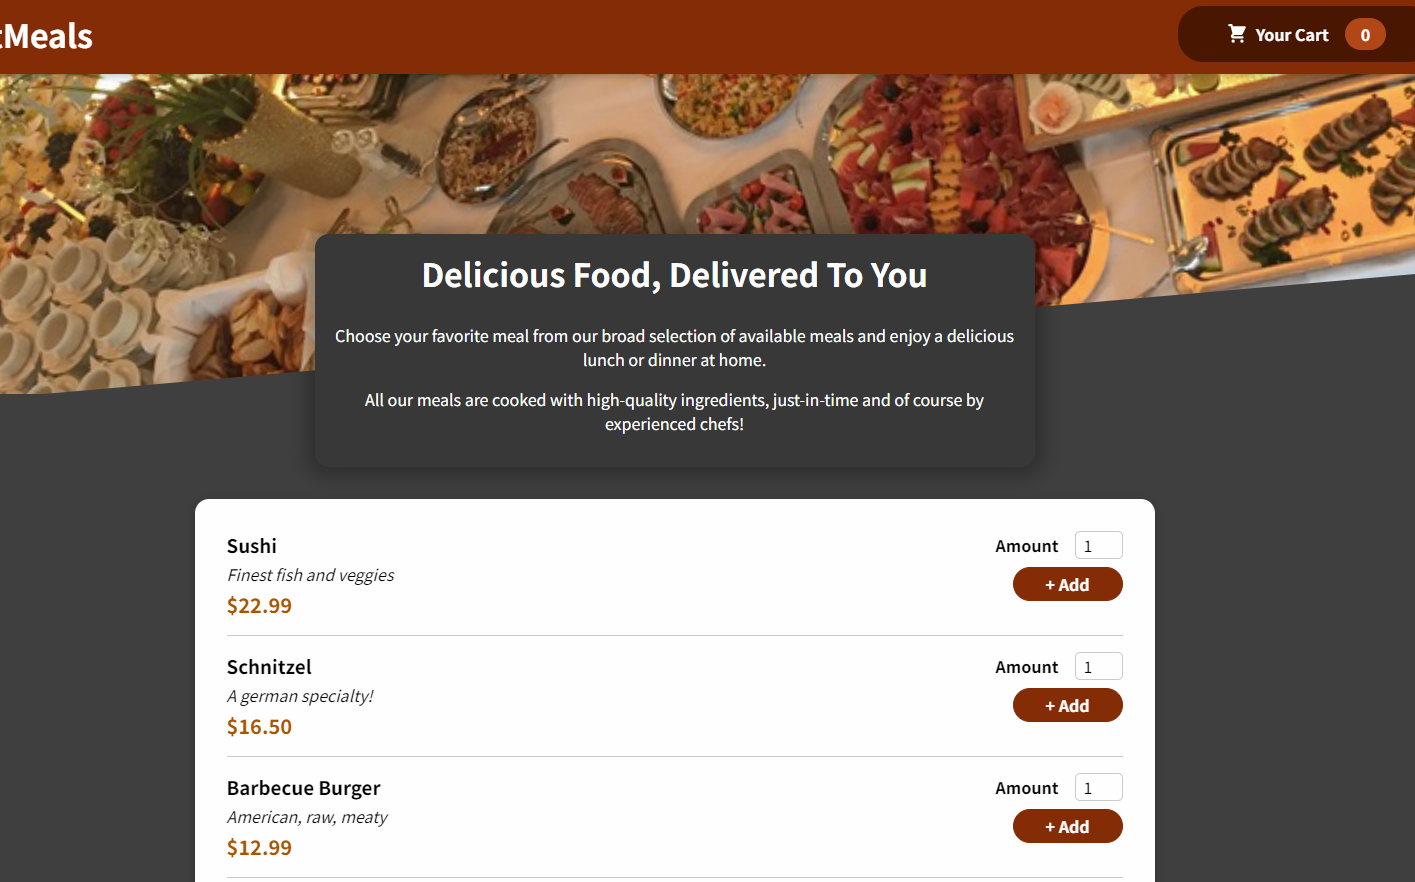 tMeals
Your Cart 0
Delicious Food, Delivered To You
Choose your favorite meal from our broad selection of available meals and enjoy a delicious
lunch or dinner at home.
All our meals are cooked with high-quality ingredients, just-in-time and of course by
experienced chefs!
Sushi
Finest fish and veggies
$22.99
Amount 1
+ Add
Schnitzel
A german specialty!
$16.50
Amount 1
+ Add
Barbecue Burger
American, raw, meaty
$12.99
Amount 1
+ Add